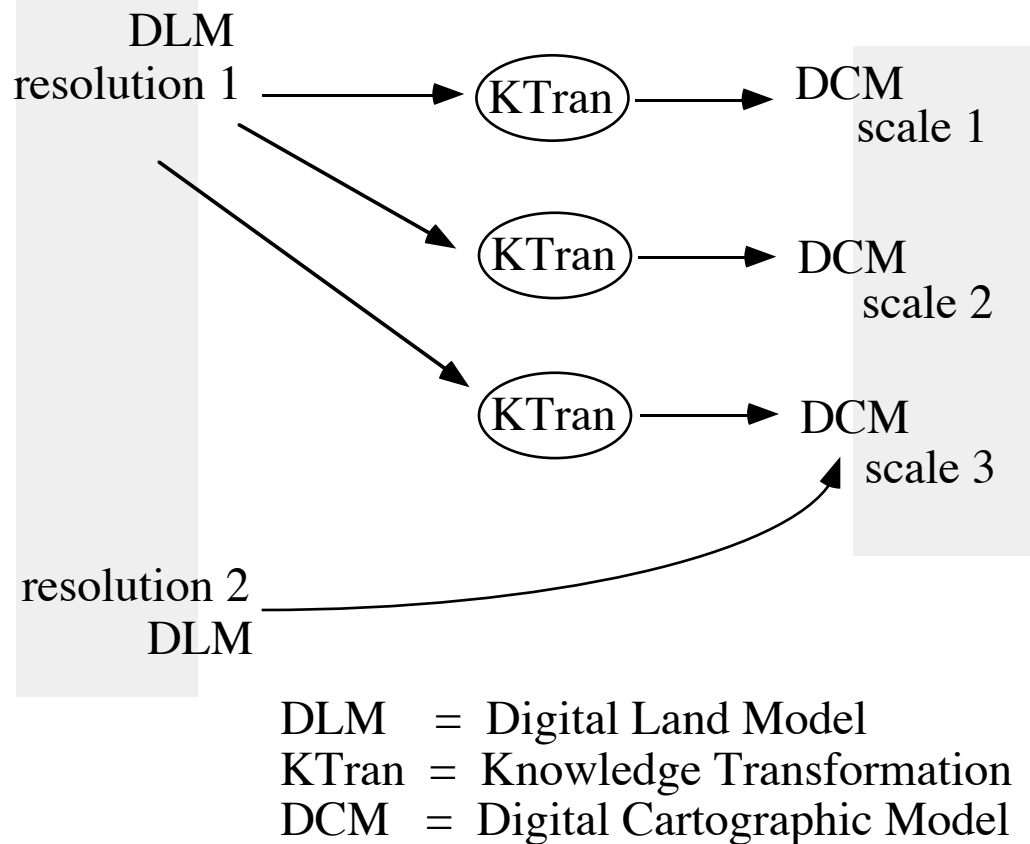 DLM
resolution 1
KTran
DCM
scale 1
KTran
DCM
scale 2
KTran
DCM
scale 3
resolution 2
DLM
DLM = Digital Land Model
KTran = Knowledge Transformation
DCM = Digital Cartographic Model